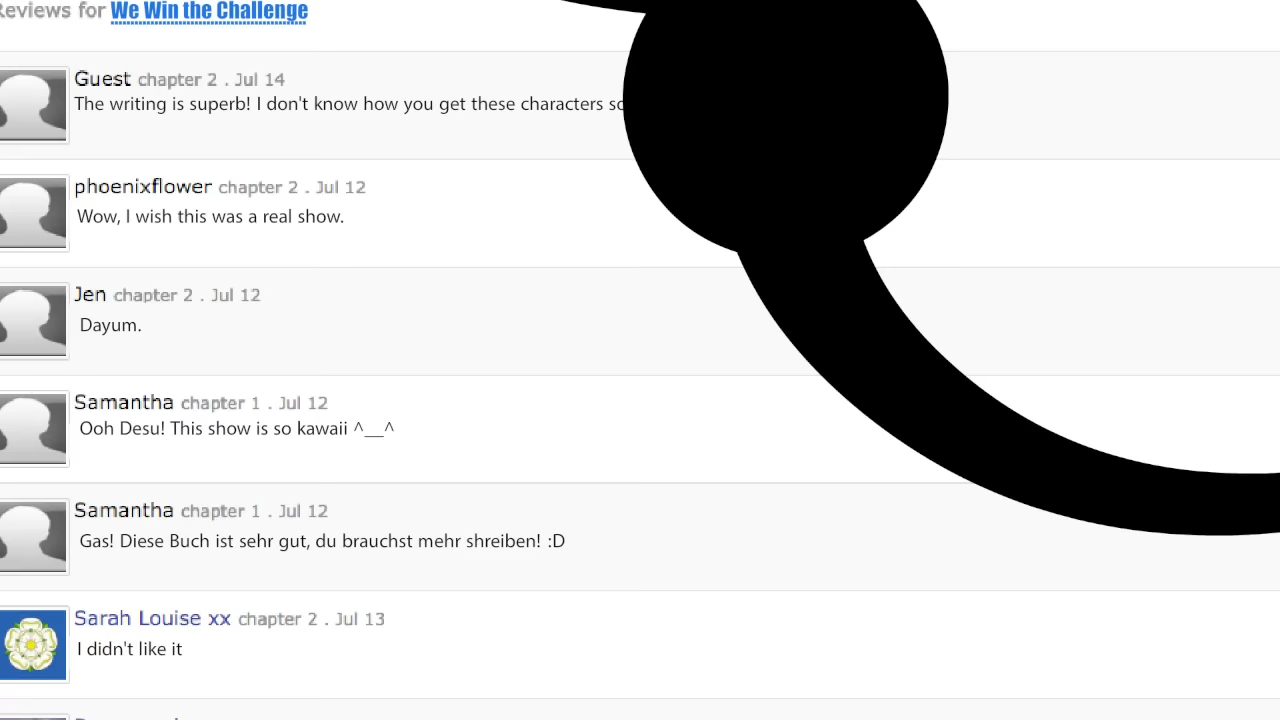 Reviews for We Win the Challenge
Guest chapter 2 . Jul 14
The writing is superb! I don't know how you get these characters
phoenixflower chapter 2 . Jul 12
Wow, I wish this was a real show.
Jen chapter 2 . Jul 12
Dayum.
Samantha chapter 1 . Jul 12
Ooh Desu! This show is so kawaii ^__^
Samantha chapter 1 . Jul 12
Gas! Diese Buch ist sehr gut, du brauchst mehr shreiben! :D
Sarah Louise xx chapter 2 . Jul 13
I didn't like it